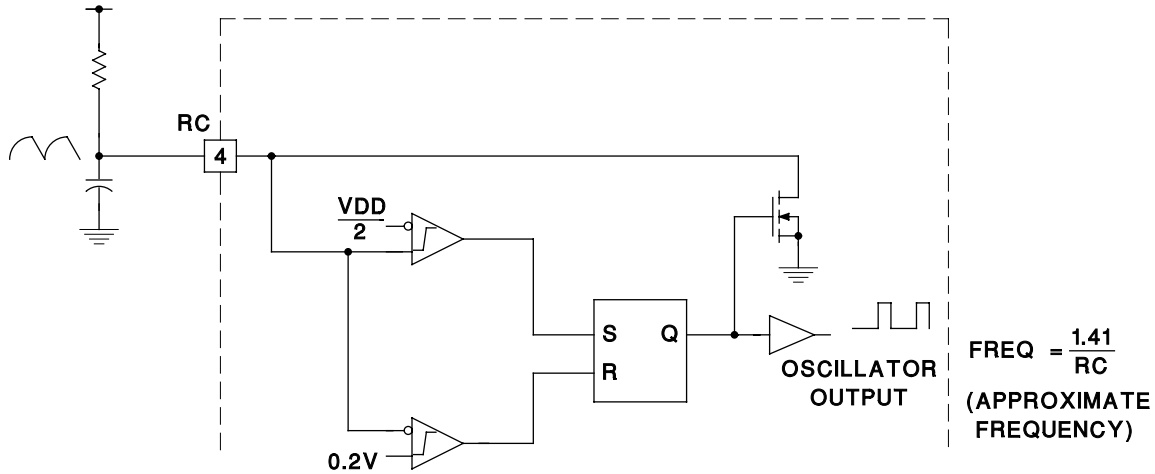 RC
4
VDD
2
S Q
R
0.2V
OSCILLATOR
OUTPUT
FREQ = 1.41
RC
(APPROXIMATE
FREQUENCY)